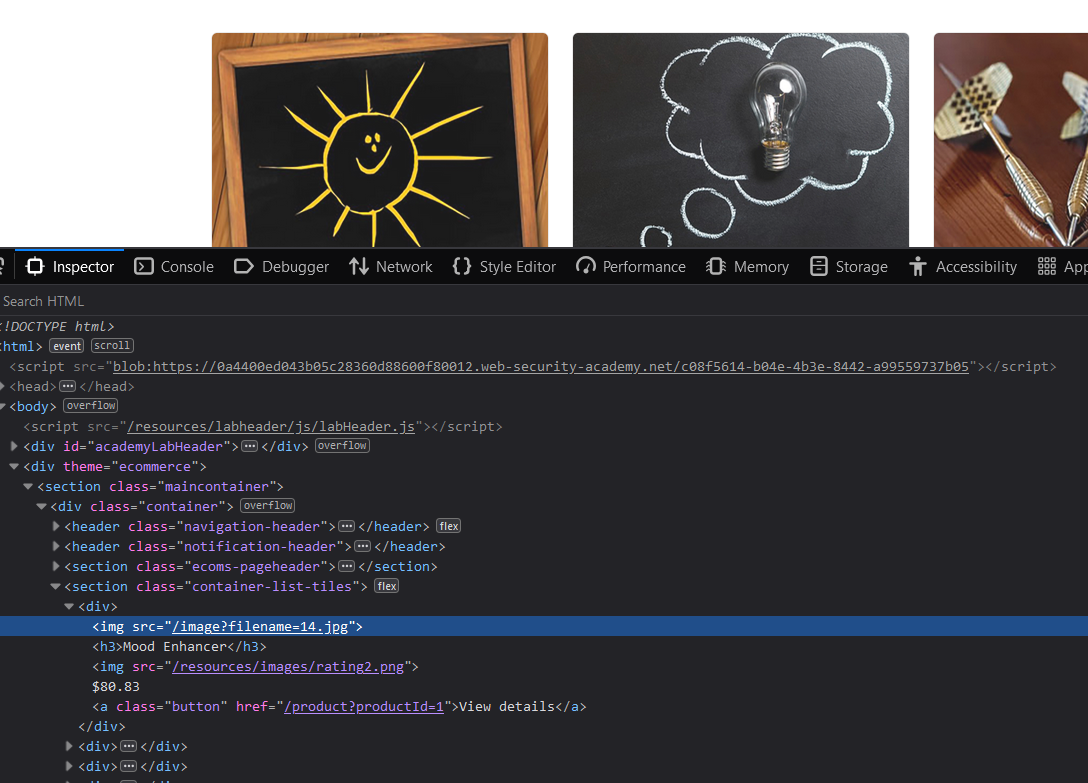 Inspector Console Debugger Network Style Editor Performance Memory Storage Accessibility App
Search HTML
!DOCTYPE html>
html> event scroll
<script src="blob:https://0a4400ed043b05c28360d88600f80012.web-security-academy.net/c08f5614-b04e-4b3e-8442-a99559737b05"></script>
<head>…</head>
<body> overflow
<script src="/resources/labheader/js/labHeader.js"></script>
<div id="academyLabHeader">…</div> overflow
<div theme="ecommerce">
<section class="maincontainer">
<div class="container"> overflow
<header class="navigation-header">…</header> flex
<header class="notification-header">…</header>
<section class="ecoms-pageheader">…</section>
<section class="container-list-tiles"> flex
<div>
<img src="/image?filename=14.jpg">
<h3>Mood Enhancer</h3>
<img src="/resources/images/rating2.png">
$80.83
<a class="button" href="/product?productId=1">View details</a>
</div>
<div>…</div>
<div>…</div>